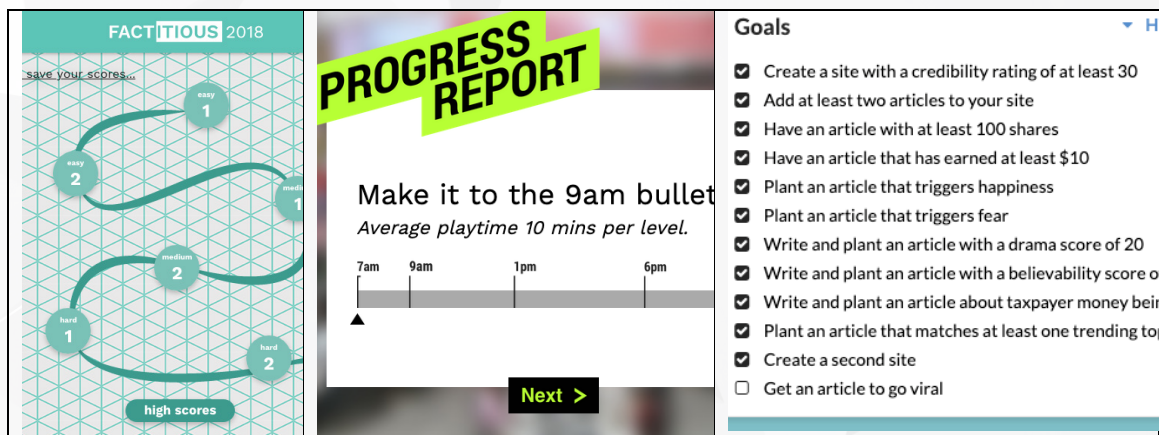 FACTITIOUS 2018
save your scores...
easy
1
easy
2
medium
2
hard
1
hard
2
high scores
PROGRESS
REPORT
Make it to the 9am
Average playtime 10 mins per level.
7am 9am 1pm 6pm
Next >
Goals
Create a site with a credibility rating of at least 30
Add at least two articles to your site
Have an article with at least 100 shares
Have an article that has earned at least $10
Plant an article that triggers happiness
Plant an article that triggers fear
Write and plant an article with a drama score of 20
Write and plant an article with a believability score
Write and plant an article about taxpayer money
Plant an article that matches at least one trending
Create a second site
Get an article to go viral